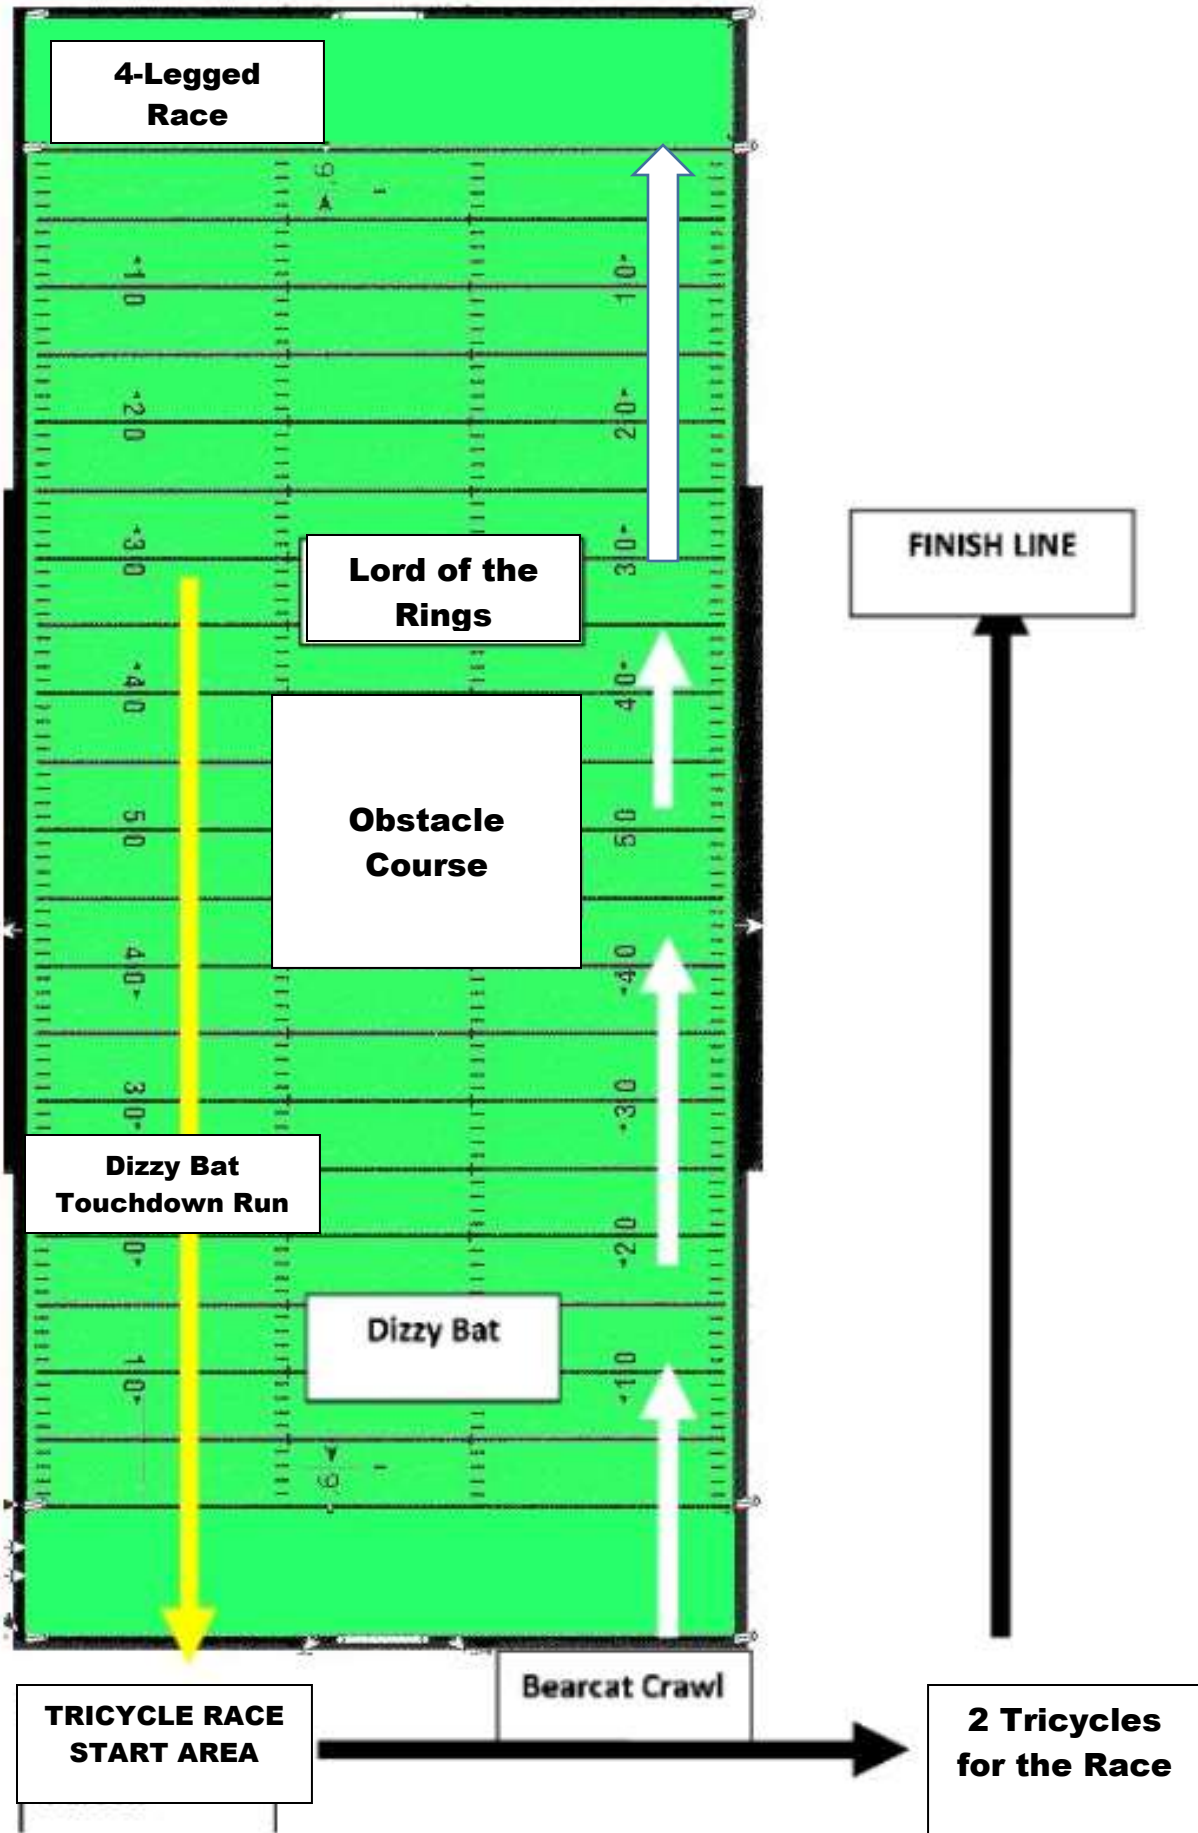 4-Legged
Race
9'
10
10
20
20
30
30
Lord of the
Rings
FINISH LINE
40
40
Obstacle
Course
50
50
40
40
30
30
Dizzy Bat
Touchdown Run
20
Dizzy Bat
10
10
9'
Bearcat Crawl
TRICYCLE RACE
START AREA
2 Tricycles
for the Race